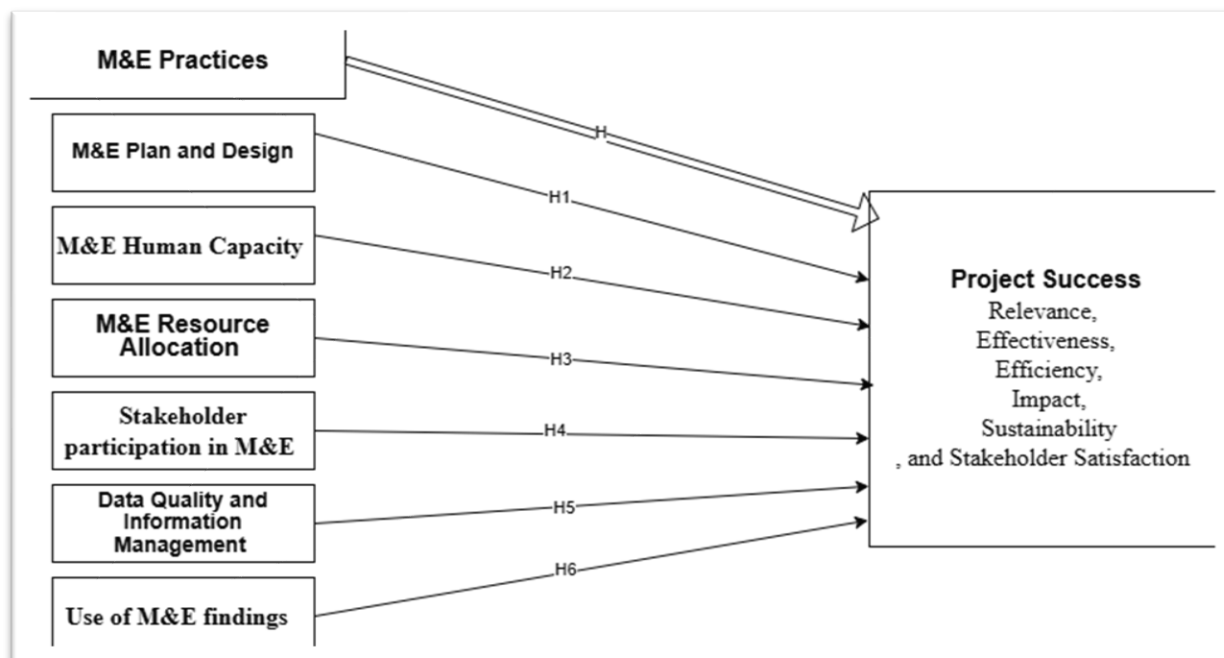 M&E Practices
H
M&E Plan and Design
H1
M&E Human Capacity
H2
M&E Resource
Allocation
H3
Stakeholder
participation in M&E
H4
Data Quality and
Information
Management
H5
Use of M&E findings
H6
Project Success
Relevance,
Effectiveness,
Efficiency,
Impact,
Sustainability
, and Stakeholder Satisfaction